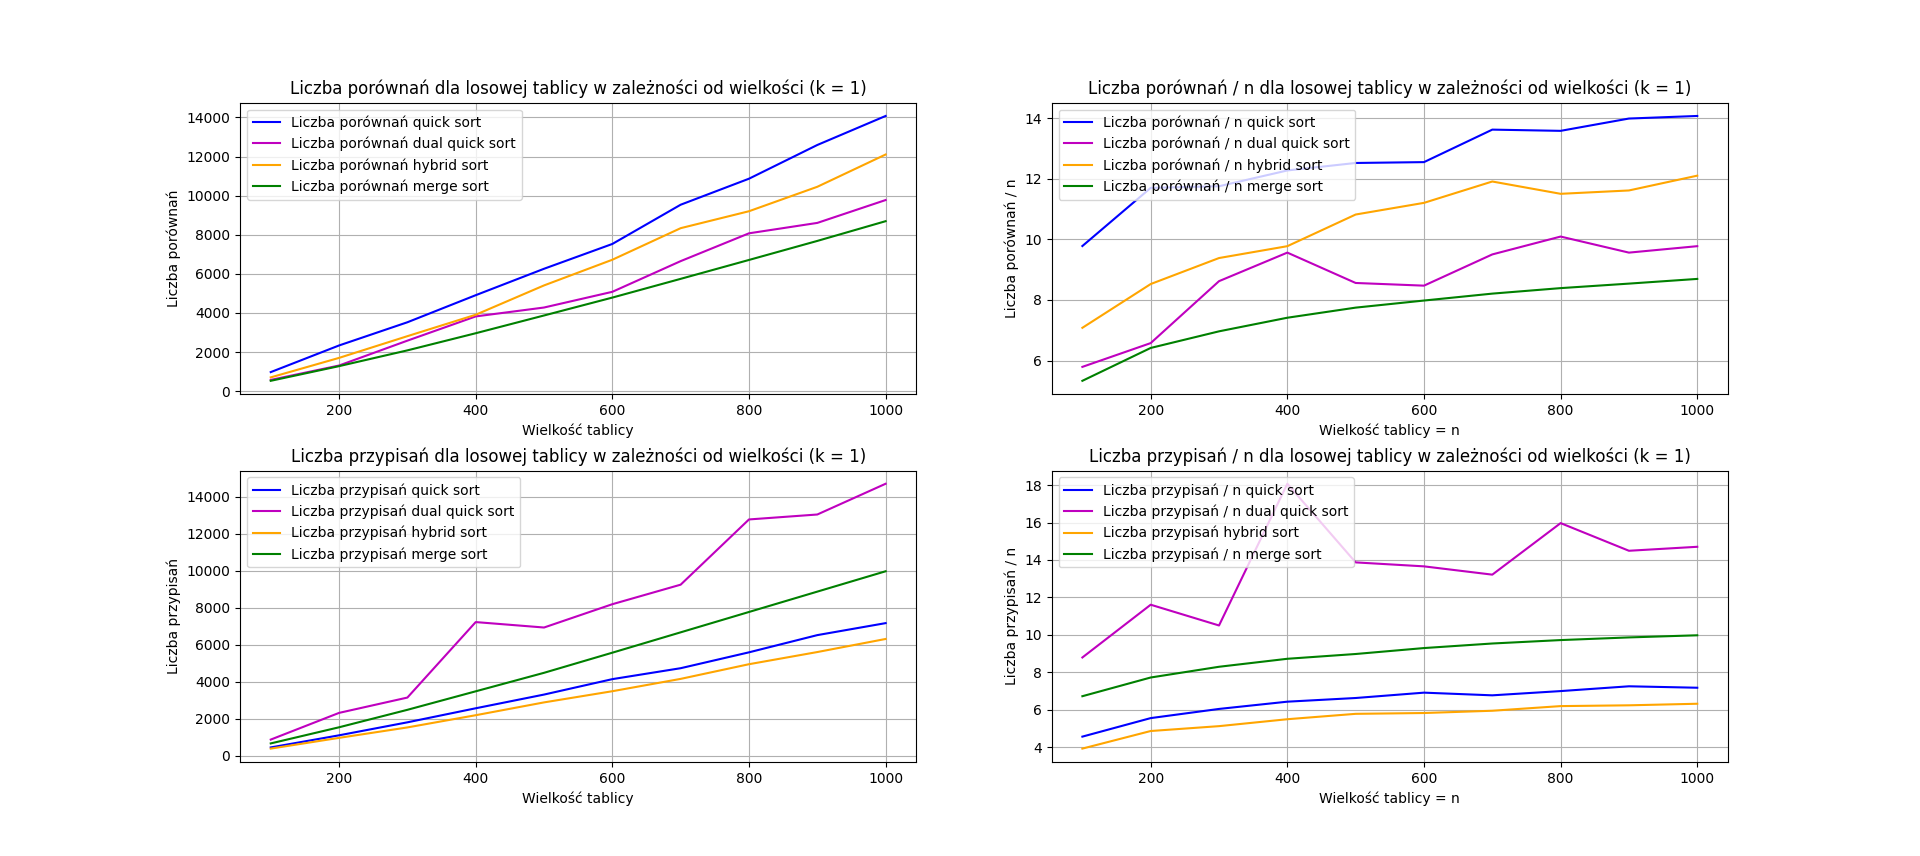 Liczba porównań dla losowej tablicy w zależności od wielkości (k = 1)
14000
12000
10000
8000
6000
4000
2000
0
Liczba porównań
Liczba porównań quick sort
Liczba porównań dual quick sort
Liczba porównań hybrid sort
Liczba porównań merge sort
200 400 600 800 1000
Wielkość tablicy
Liczba porównań / n dla losowej tablicy w zależności od wielkości (k = 1)
14
12
10
8
6
Liczba porównań / n
Liczba porównań / n quick sort
Liczba porównań / n dual quick sort
Liczba porównań / n hybrid sort
Liczba porównań / n merge sort
200 400 600 800 1000
Wielkość tablicy = n
Liczba przypisań dla losowej tablicy w zależności od wielkości (k = 1)
14000
12000
10000
8000
6000
4000
2000
0
Liczba przypisań
Liczba przypisań quick sort
Liczba przypisań dual quick sort
Liczba przypisań hybrid sort
Liczba przypisań merge sort
200 400 600 800 1000
Wielkość tablicy
Liczba przypisań / n dla losowej tablicy w zależności od wielkości (k = 1)
18
16
14
12
10
8
6
4
Liczba przypisań / n
Liczba przypisań / n quick sort
Liczba przypisań / n dual quick sort
Liczba przypisań hybrid sort
Liczba przypisań / n merge sort
200 400 600 800 1000
Wielkość tablicy = n